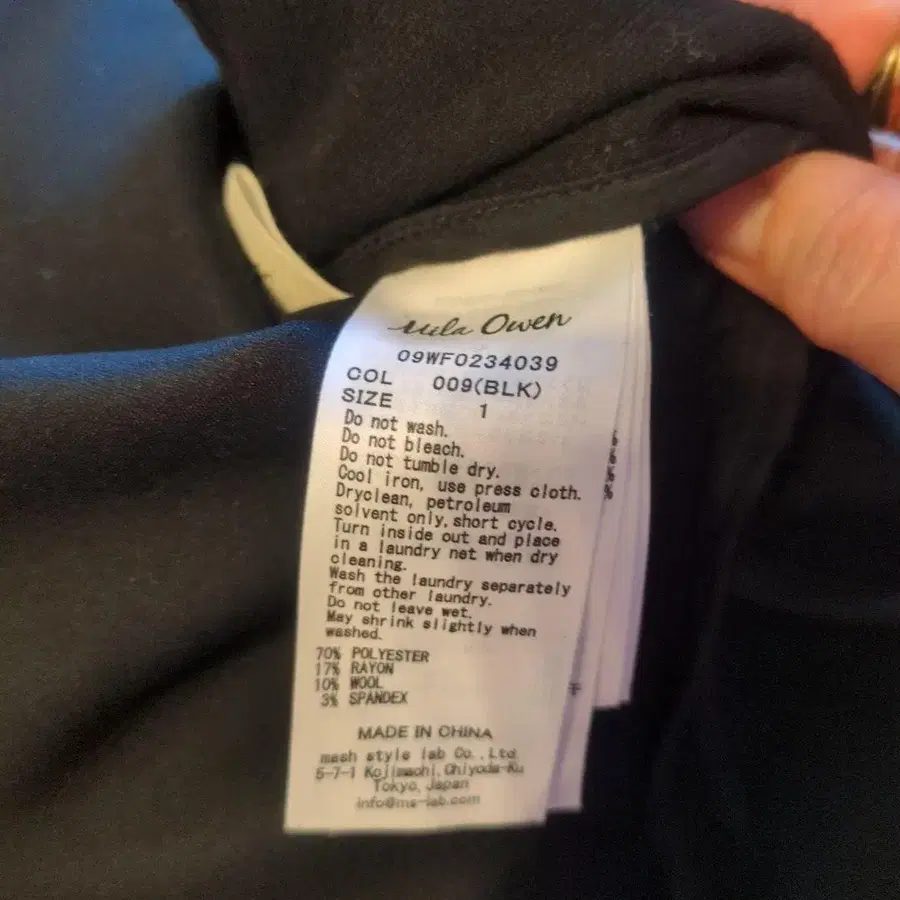 Mila Owen
09WF0234039
COL 009(BLK)
SIZE 1
Do not wash.
Do not bleach.
Do not tumble dry.
Cool iron, use press cloth.
Dryclean, petroleum
solvent only, short cycle.
Turn inside out and place
in a laundry net when dry
cleaning.
Wash the laundry separately
from other laundry.
Do not leave wet.
May shrink slightly when
washed.
70% POLYESTER
17% RAYON
10% WOOL
3% SPANDEX
MADE IN CHINA
mash style lab Co., Ltd.
5-7-1 Kojimachi, Chiyoda-Ku
Tokyo, Japan
info@ms-lab.com
%
%
%
%